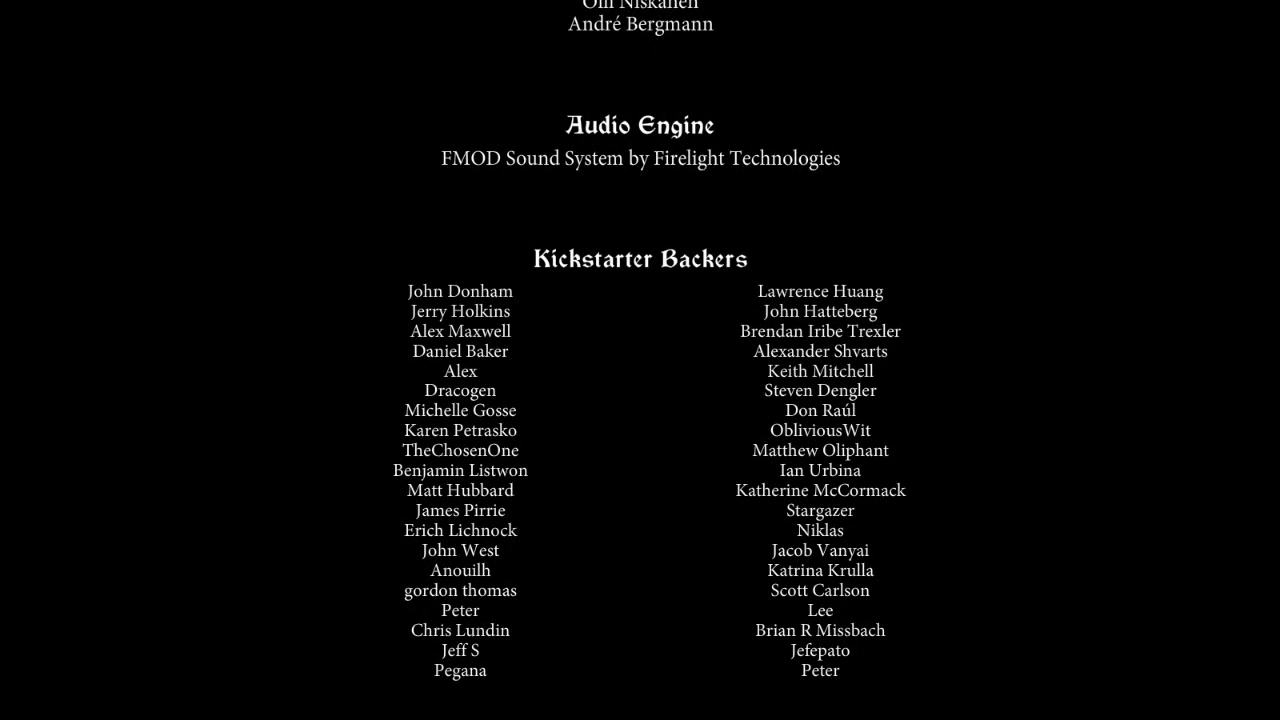 Olli Niskanen
André Bergmann
Audio Engine
FMOD Sound System by Firelight Technologies
Kickstarter Backers
John Donham
Jerry Holkins
Alex Maxwell
Daniel Baker
Alex
Dracogen
Michelle Gosse
Karen Petrasko
TheChosenOne
Benjamin Listwon
Matt Hubbard
James Pirrie
Erich Lichnock
John West
Anouilh
gordon thomas
Peter
Chris Lundin
Jeff S
Pegana
Lawrence Huang
John Hatteberg
Brendan Iribe Trexler
Alexander Shvarts
Keith Mitchell
Steven Dengler
Don Raúl
ObliviousWit
Matthew Oliphant
Ian Urbina
Katherine McCormack
Stargazer
Niklas
Jacob Vanyai
Katrina Krulla
Scott Carlson
Lee
Brian R Missbach
Jefepato
Peter